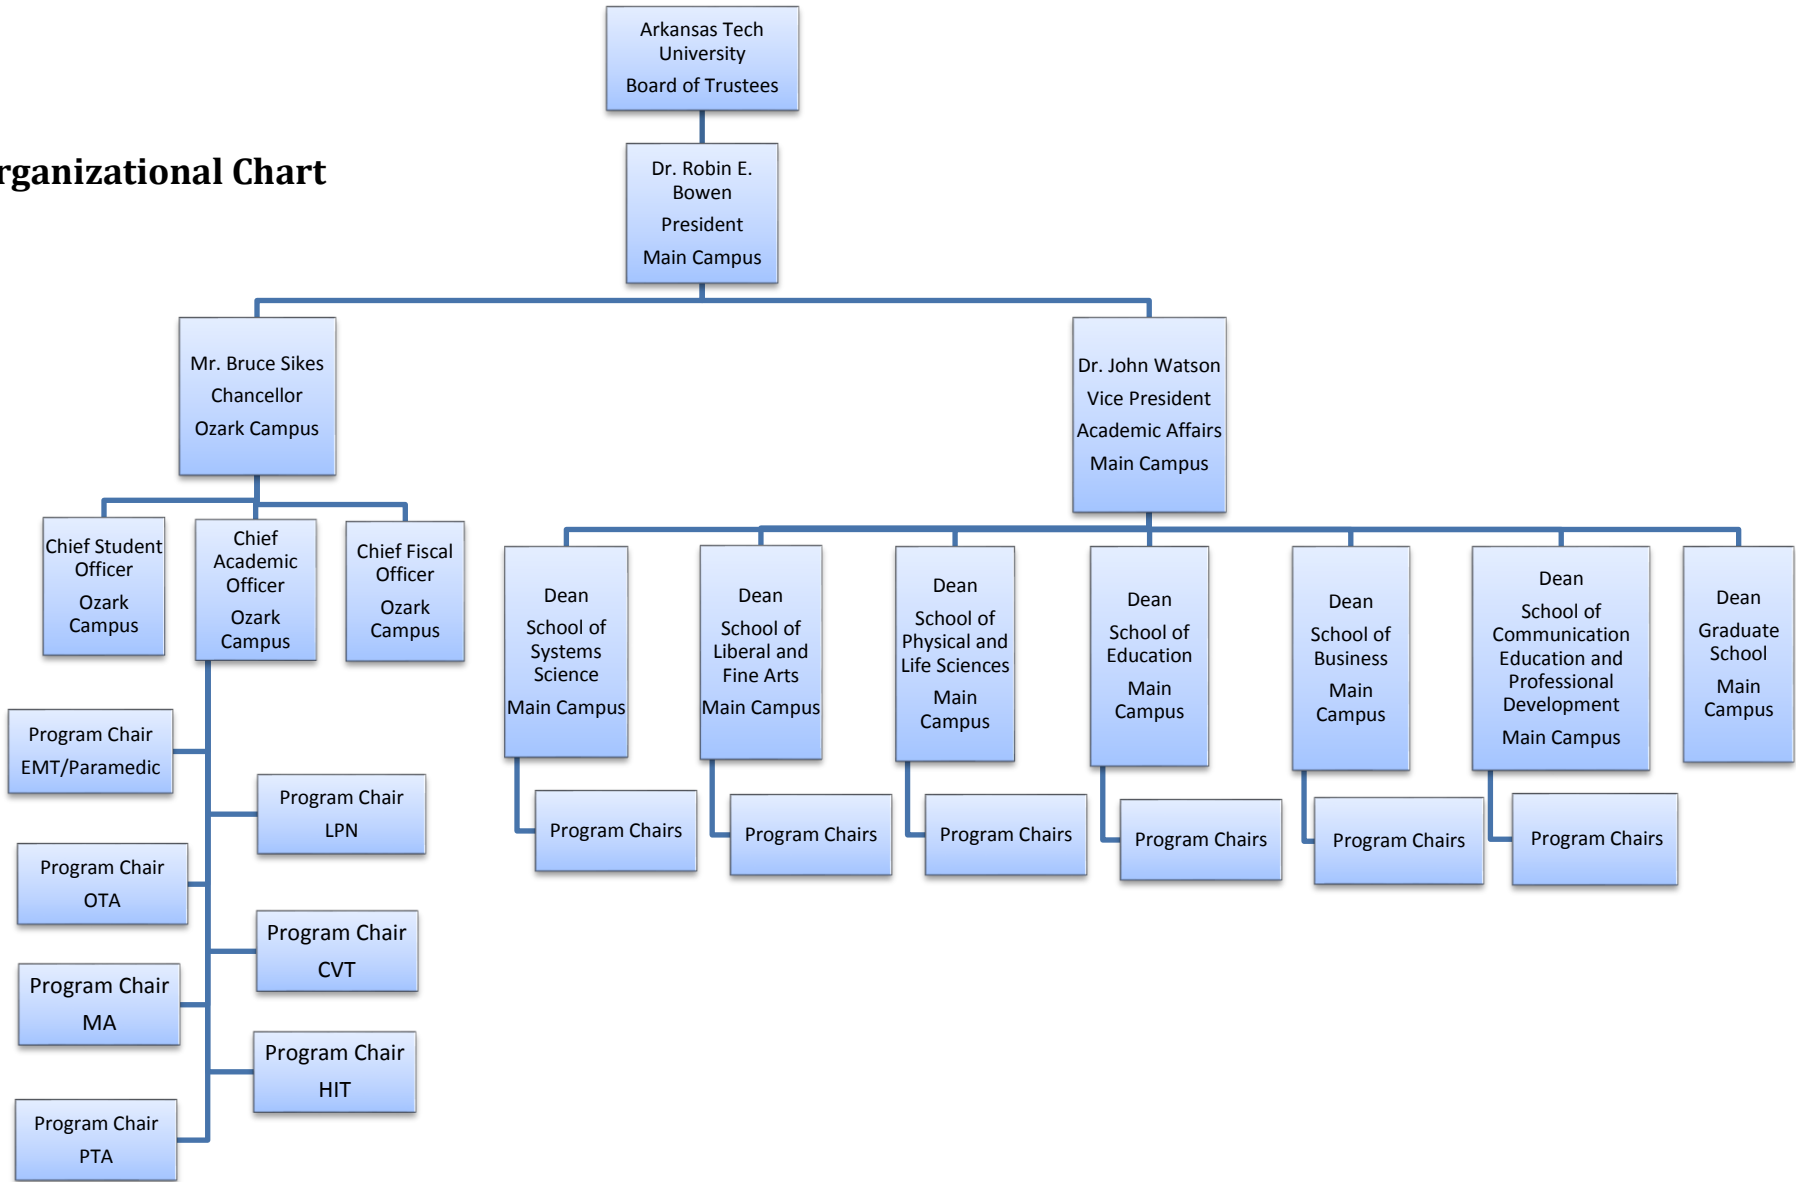 Arkansas Tech
University
Board of Trustees
rganizational Chart
Dr. Robin E.
Bowen
President
Main Campus
Mr. Bruce Sikes
Chancellor
Ozark Campus
Dr. John Watson
Vice President
Academic Affairs
Main Campus
Chief Student
Officer
Ozark
Campus
Chief
Academic
Officer
Ozark
Campus
Chief Fiscal
Officer
Ozark
Campus
Dean
School of
Systems
Science
Main Campus
Dean
School of
Liberal and
Fine Arts
Main Campus
Dean
School of
Physical and
Life Sciences
Main
Campus
Dean
School of
Education
Main
Campus
Dean
School of
Business
Main
Campus
Dean
School of
Communication
Education and
Professional
Development
Main Campus
Dean
Graduate
School
Main
Campus
Program Chair
EMT/Paramedic
Program Chair
LPN
Program Chair
OTA
Program Chair
CVT
Program Chair
MA
Program Chair
HIT
Program Chair
PTA
Program Chairs
Program Chairs
Program Chairs
Program Chairs
Program Chairs
Program Chairs